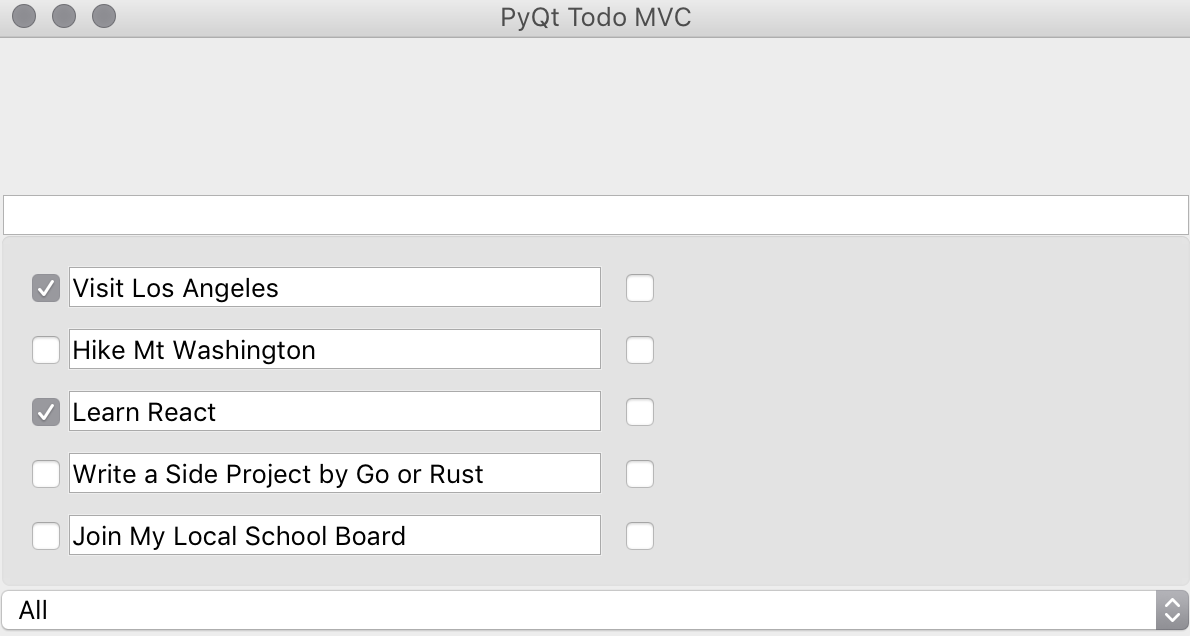 PyQt Todo MVC
Visit Los Angeles
Hike Mt Washington
Learn React
Write a Side Project by Go or Rust
Join My Local School Board
All